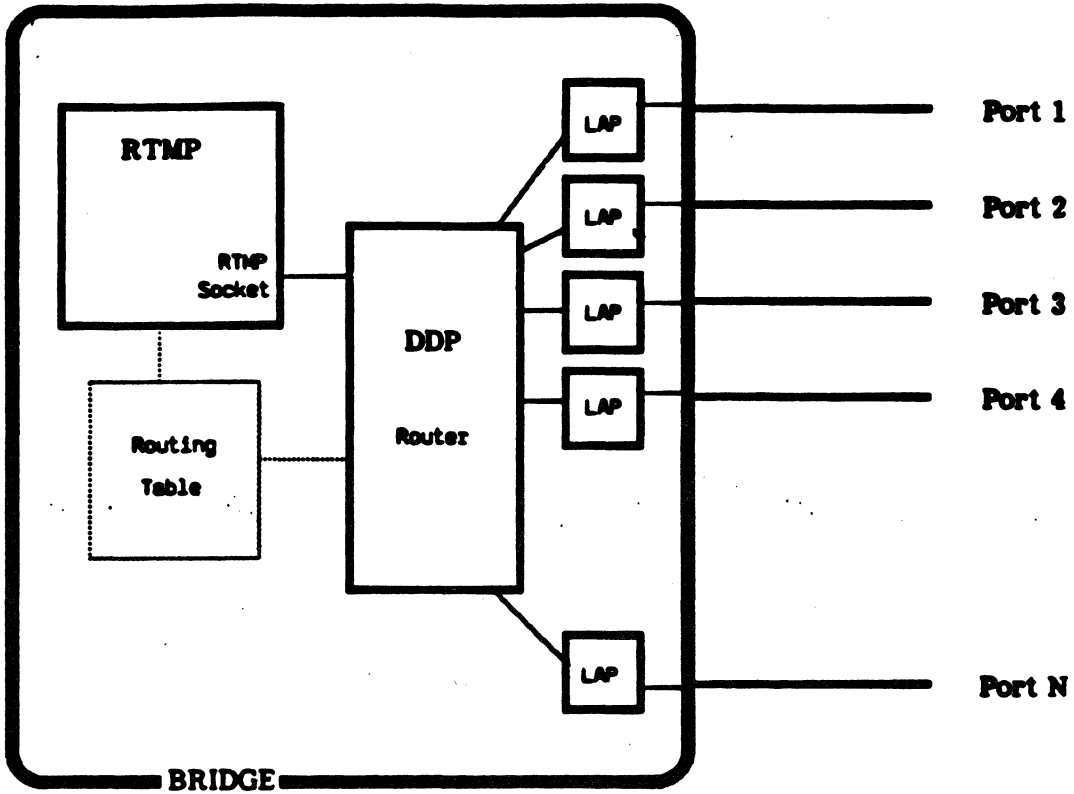 RTMP
RTMP
Socket
Routing
Table
DDP
Router
LAP
LAP
LAP
LAP
LAP
Port 1
Port 2
Port 3
Port 4
Port N
BRIDGE